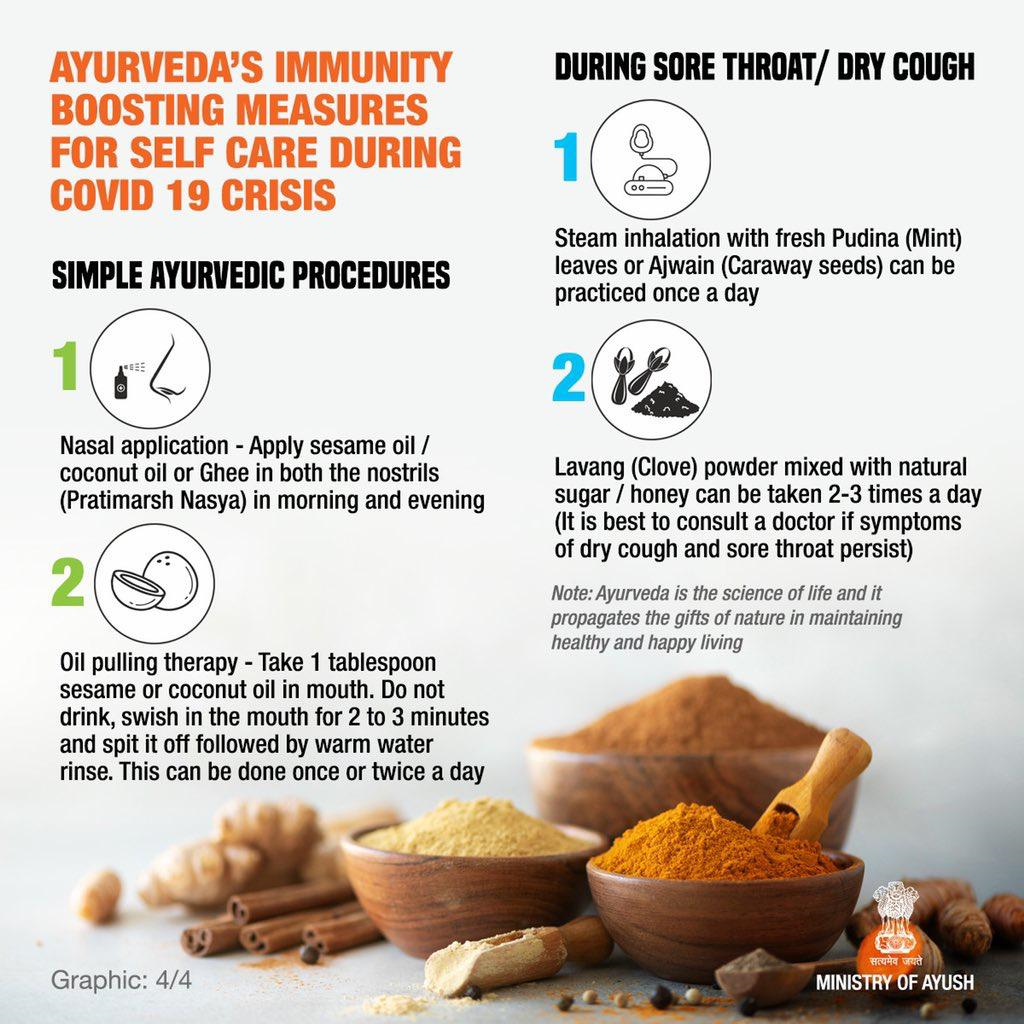 AYURVEDA'S IMMUNITY
BOOSTING MEASURES
FOR SELF CARE DURING
COVID 19 CRISIS
SIMPLE AYURVEDIC PROCEDURES
1
Nasal application - Apply sesame oil /
coconut oil or Ghee in both the nostrils
(Pratimarsh Nasya) in morning and evening
2
Oil pulling therapy - Take 1 tablespoon
sesame or coconut oil in mouth. Do not
drink, swish in the mouth for 2 to 3 minutes
and spit it off followed by warm water
rinse. This can be done once or twice a day
DURING SORE THROAT/ DRY COUGH
1
Steam inhalation with fresh Pudina (Mint)
leaves or Ajwain (Caraway seeds) can be
practiced once a day
2
Lavang (Clove) powder mixed with natural
sugar / honey can be taken 2-3 times a day
(It is best to consult a doctor if symptoms
of dry cough and sore throat persist)
Note: Ayurveda is the science of life and it
propagates the gifts of nature in maintaining
healthy and happy living
Graphic: 4/4
सत्यमेव जयते
MINISTRY OF AYUSH